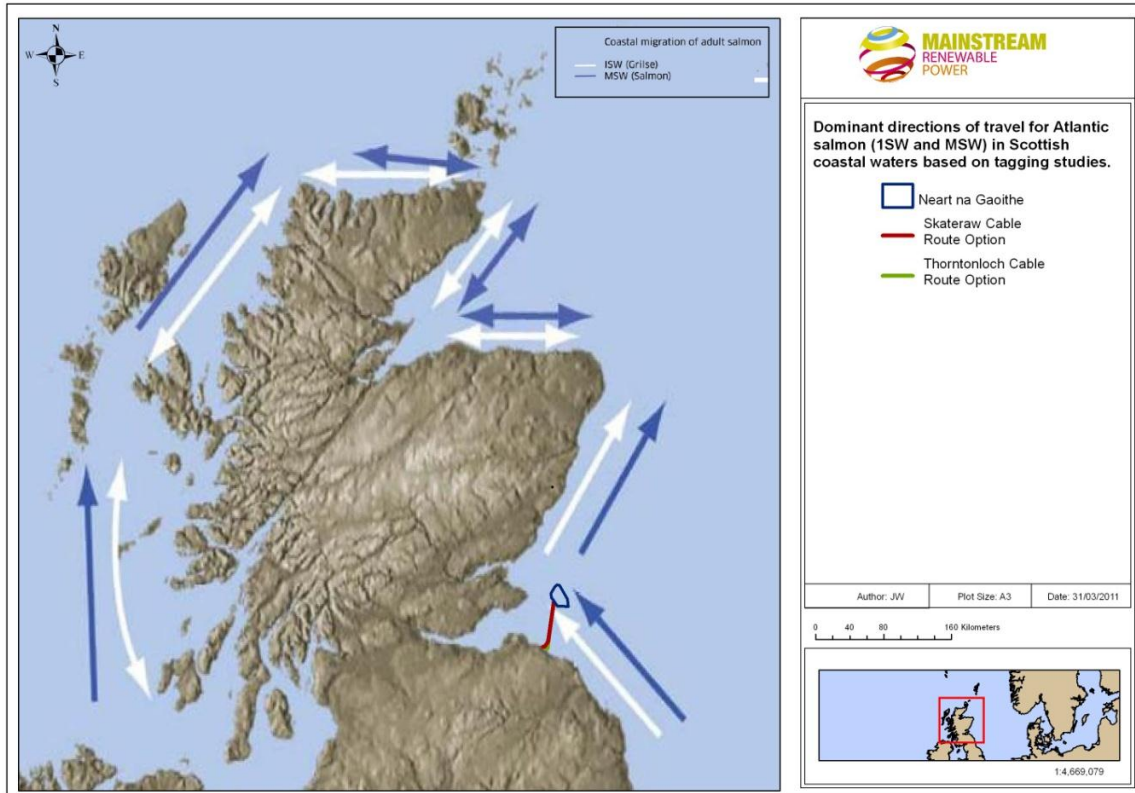 N
W E
S
Coastal migration of adult salmon
ISW (Grilse)
MSW (Salmon)
MAINSTREAM
RENEWABLE
POWER
Dominant directions of travel for Atlantic
salmon (1SW and MSW) in Scottish
coastal waters based on tagging studies.
Neart na Gaoithe
Skateraw Cable
Route Option
Thorntonloch Cable
Route Option
Author: JW Plot Size: A3 Date: 31/03/2011
0 40 80 160 Kilometers
1:4,669,079